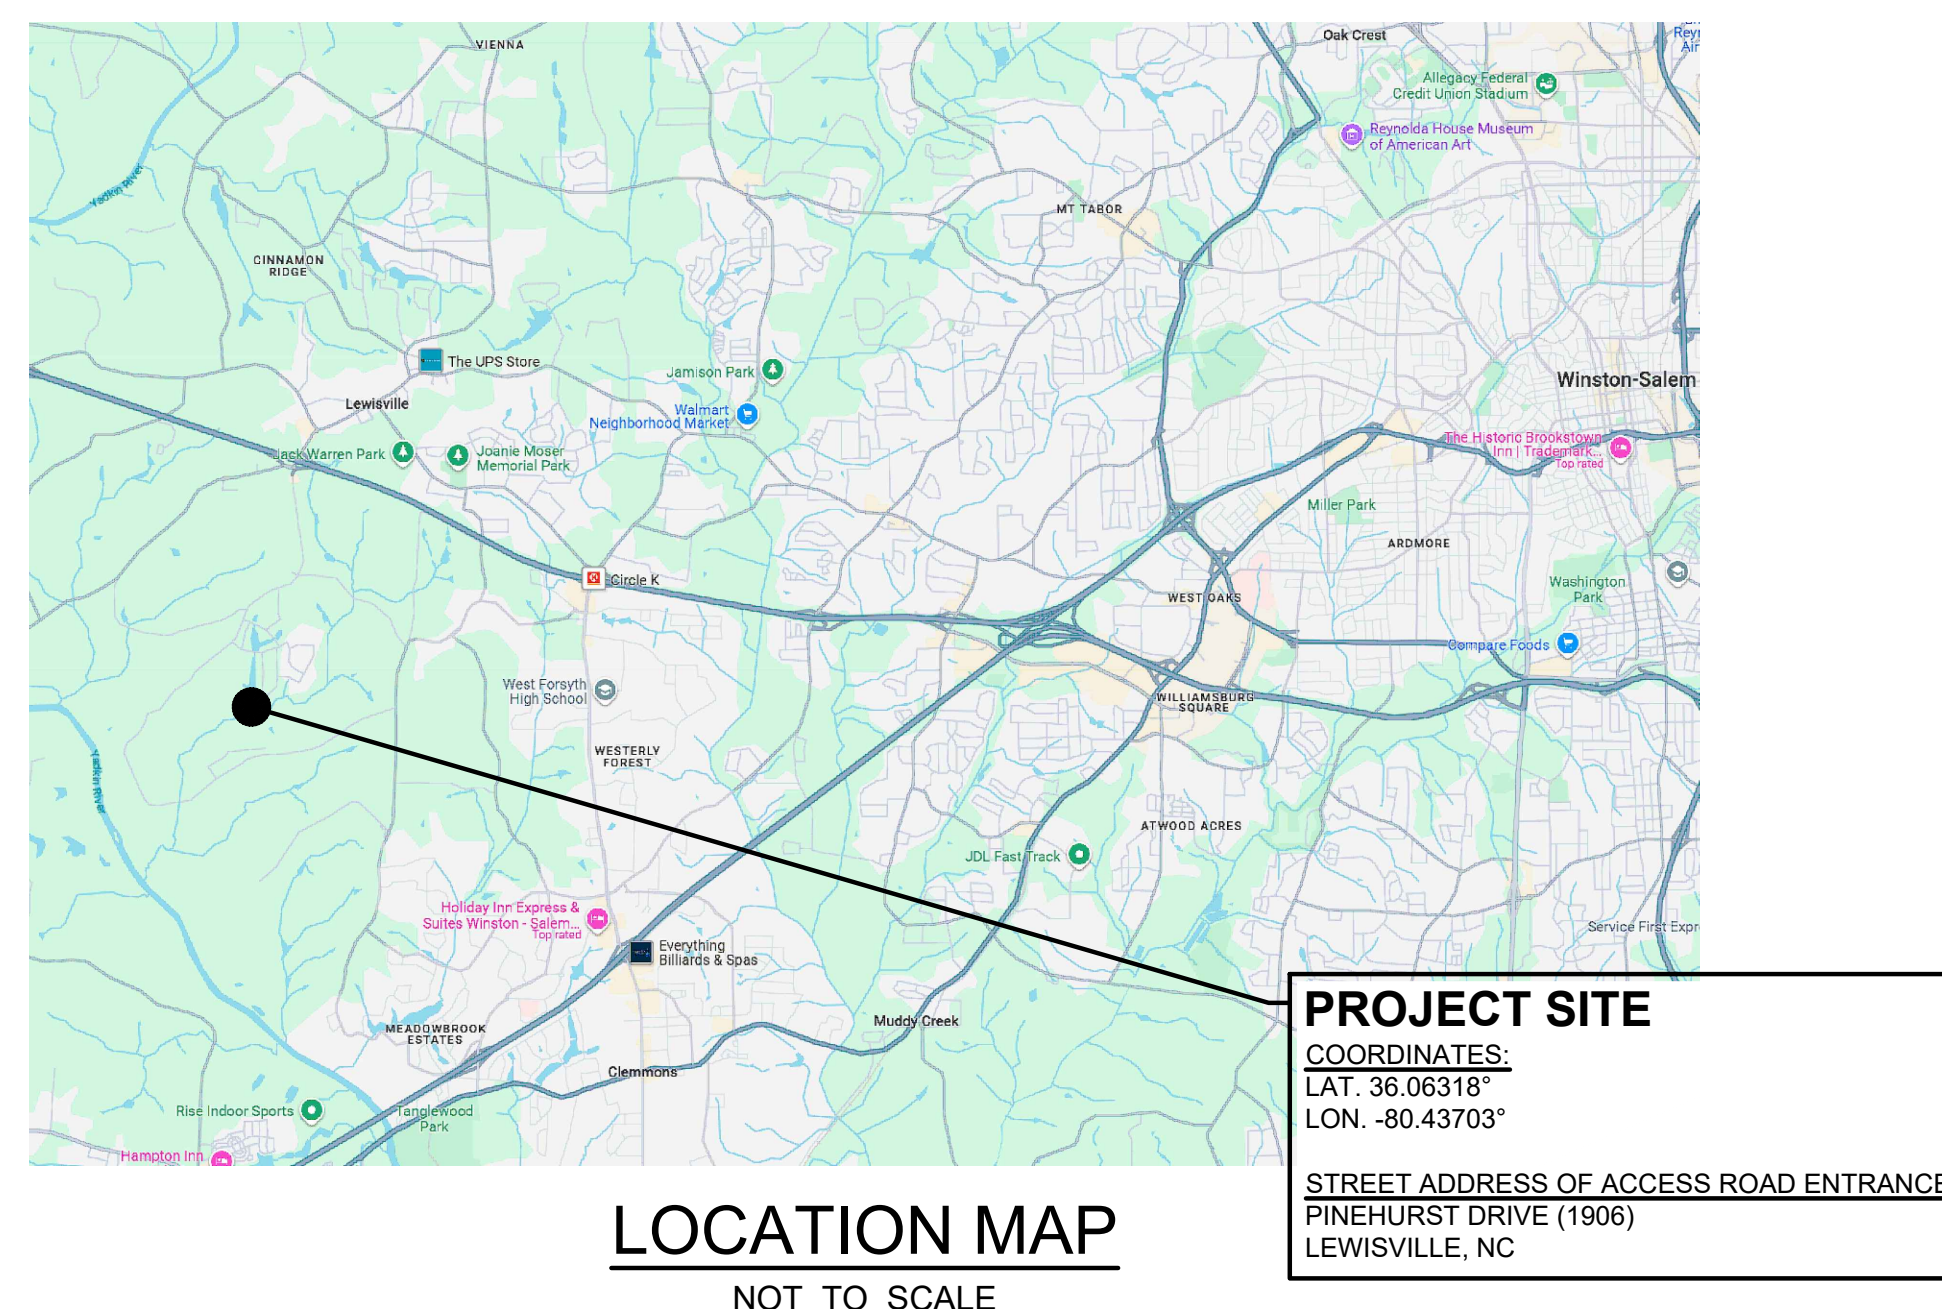 VIENNA
Oak Crest
Allegacy Federal
Credit Union Stadium
Reynolda House Museum
of American Art
Yadkin River
MT TABOR
CINNAMON
RIDGE
The UPS Store
Jamison Park
Winston-Salem
Lewisville
Walmart
Neighborhood Market
Jack Warren Park
Joanie Moser
Memorial Park
The Historic Brookstown
Inn | Trademark...
Top rated
Miller Park
ARDMORE
Circle K
Washington
Park
WEST OAKS
Compare Foods
West Forsyth
High School
WILLIAMSBURG
SQUARE
WESTERLY
FOREST
Yadkin River
ATWOOD ACRES
JDL Fast Track
Holiday Inn Express &
Suites Winston - Salem...
Top rated
Service First Expr
Everything
Billiards & Spas
MEADOWBROOK
ESTATES
Muddy Creek
Clemmons
Rise Indoor Sports
Tanglewood
Park
Hampton Inn
PROJECT SITE
COORDINATES:
LAT. 36.06318°
LON. -80.43703°
STREET ADDRESS OF ACCESS ROAD ENTRANCE
PINEHURST DRIVE (1906)
LEWISVILLE, NC
LOCATION MAP
NOT TO SCALE